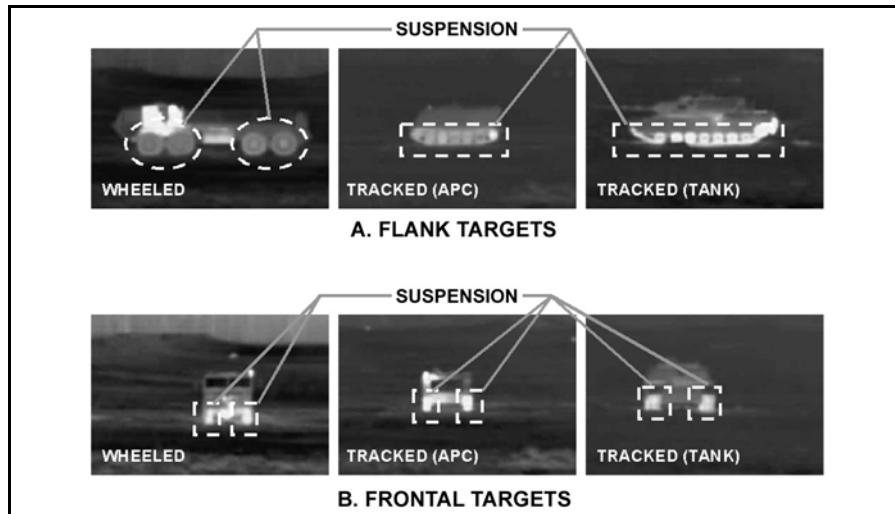 SUSPENSION
WHEELED
TRACKED (APC)
TRACKED (TANK)
A. FLANK TARGETS
SUSPENSION
WHEELED
TRACKED (APC)
TRACKED (TANK)
B. FRONTAL TARGETS